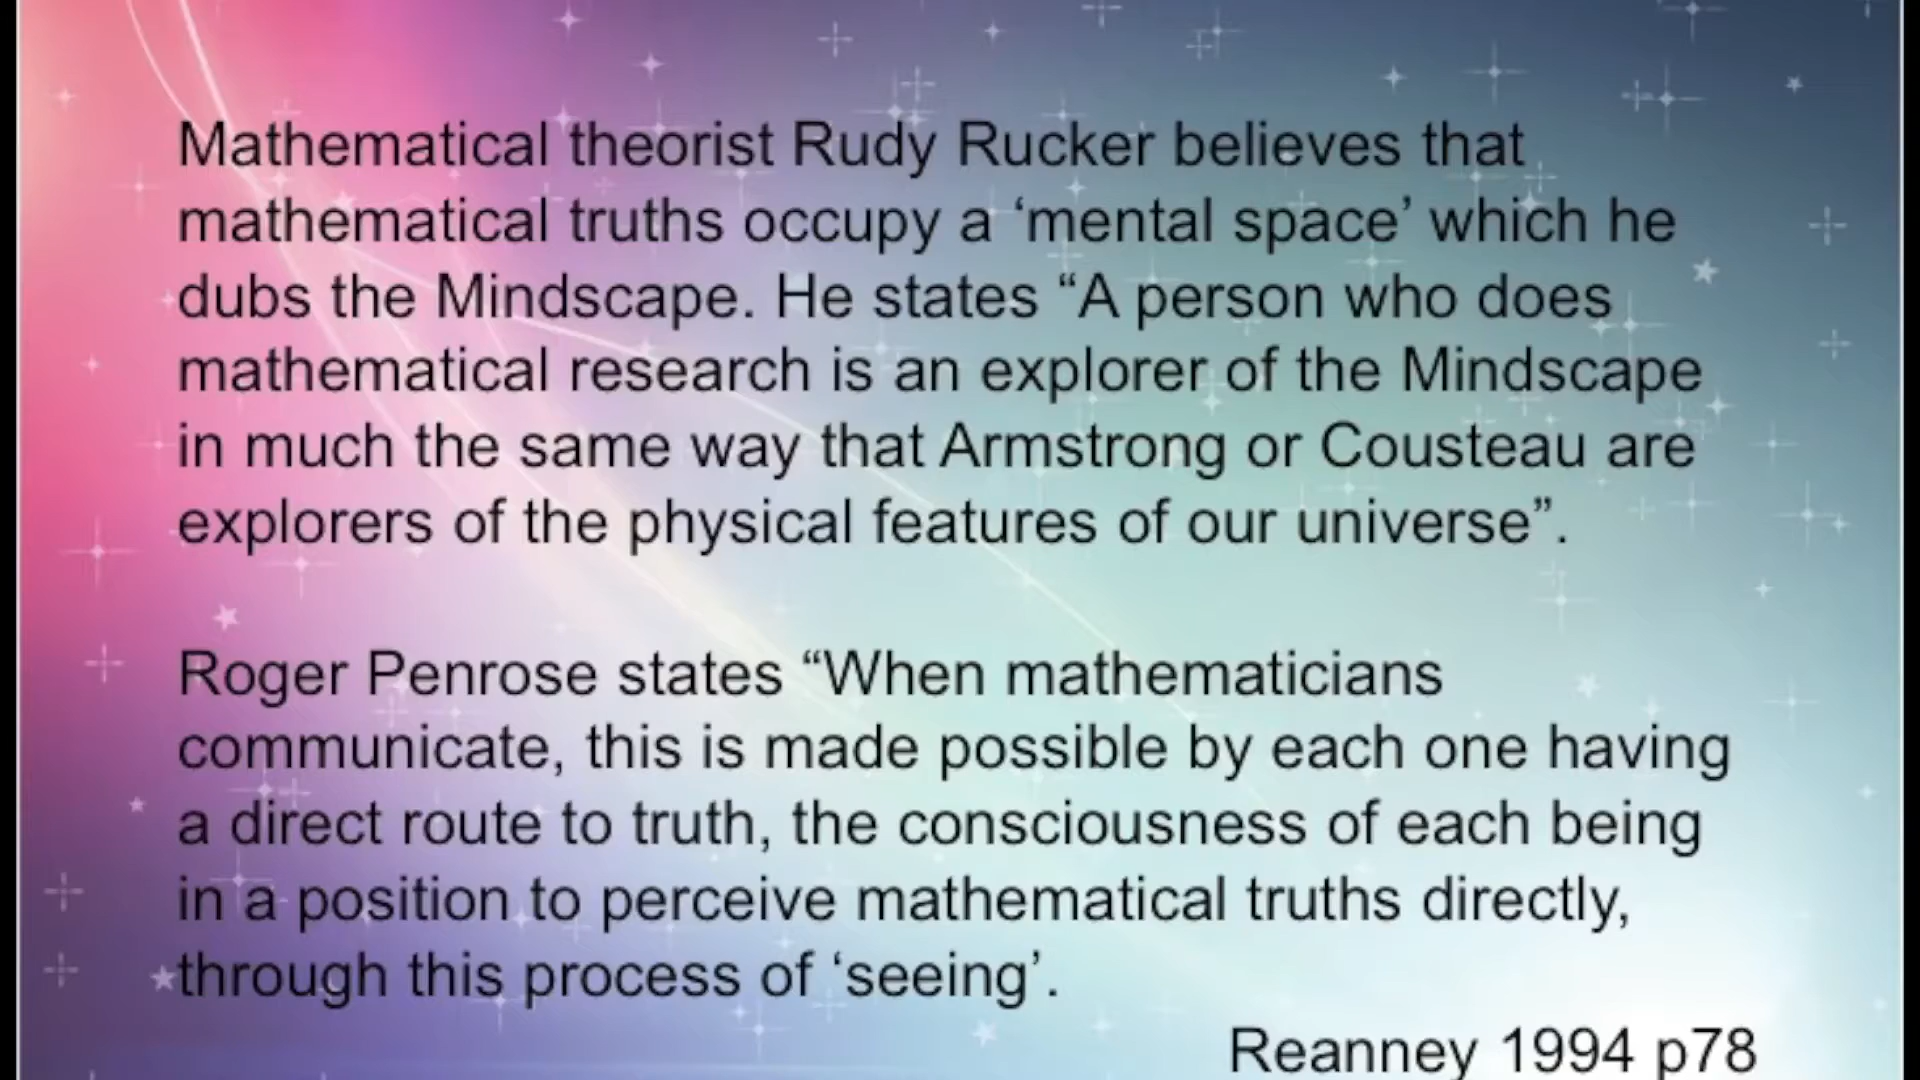 Mathematical theorist Rudy Rucker believes that
mathematical truths occupy a ‘mental space’ which he
dubs the Mindscape. He states “A person who does
mathematical research is an explorer of the Mindscape
in much the same way that Armstrong or Cousteau are
explorers of the physical features of our universe”.
Roger Penrose states “When mathematicians
communicate, this is made possible by each one having
a direct route to truth, the consciousness of each being
in a position to perceive mathematical truths directly,
through this process of ‘seeing’.
Reanney 1994 p78